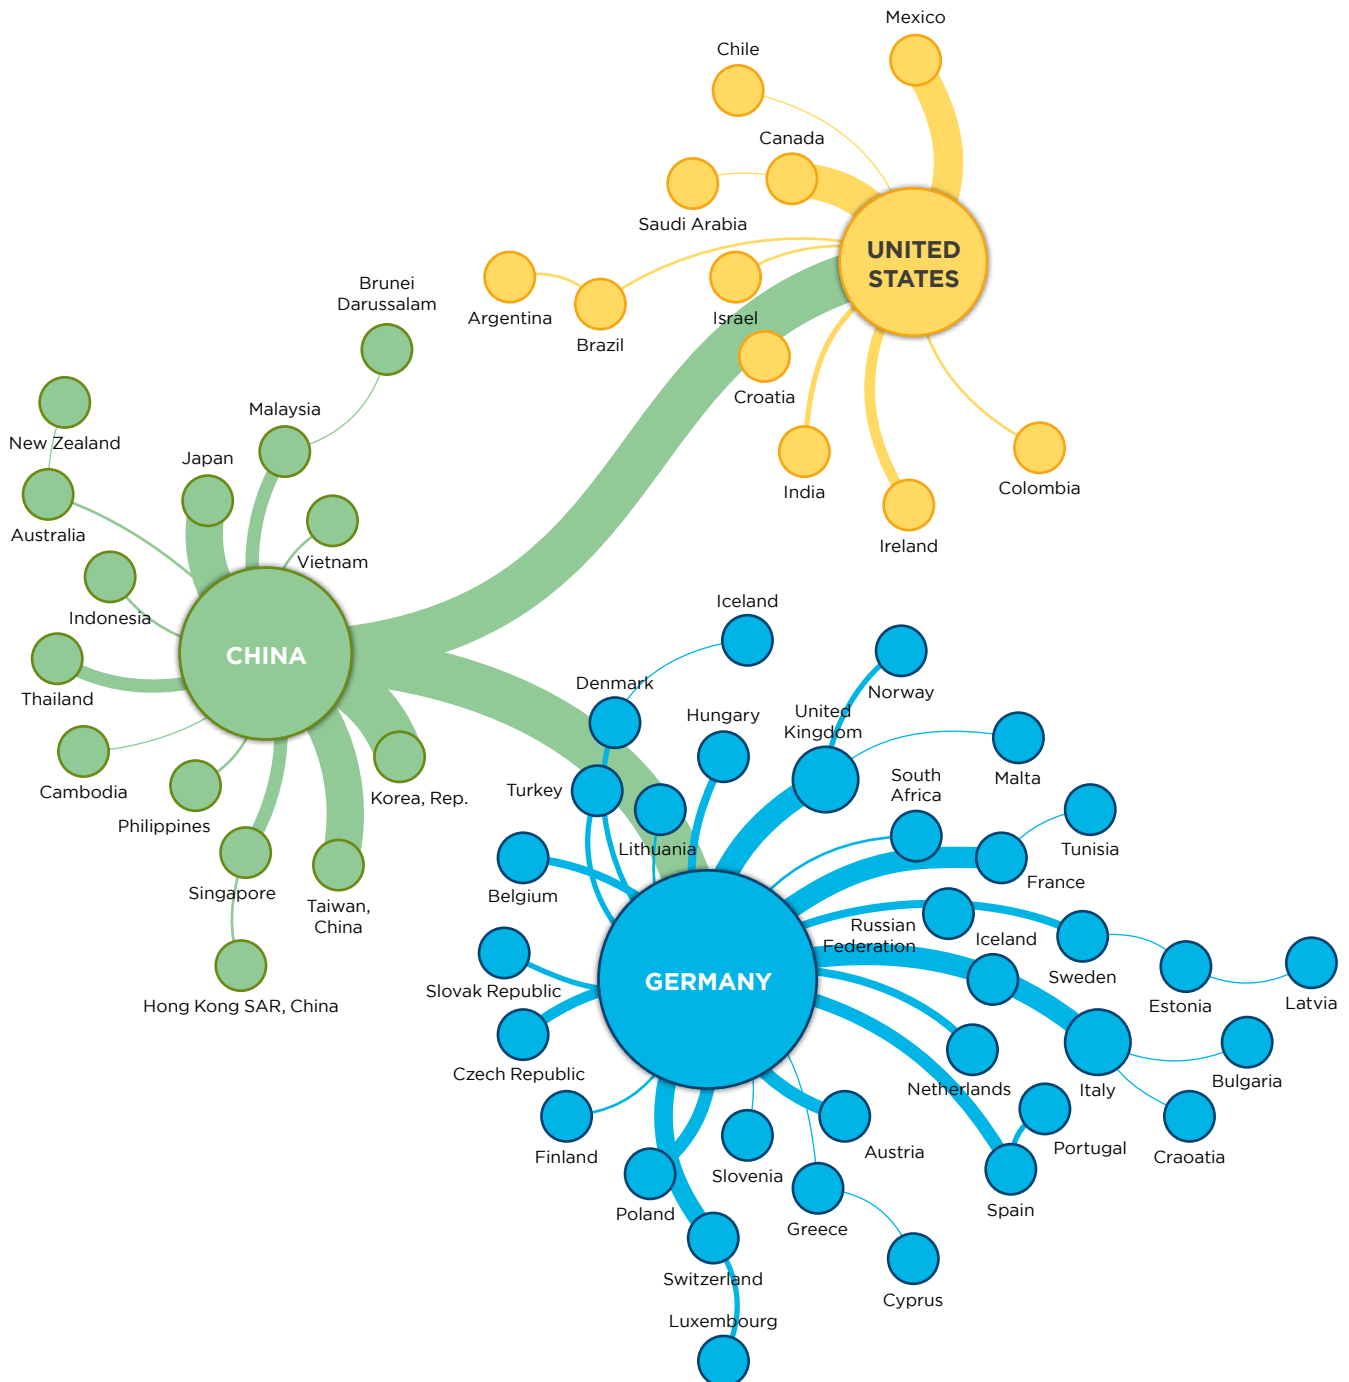 Mexico
Chile
Canada
Saudi Arabia
UNITED
STATES
Brunei
Darussalam
Argentina
Israel
Brazil
Croatia
Malaysia
New Zealand
Japan
India
Colombia
Australia
Vietnam
Ireland
Indonesia
Iceland
CHINA
Thailand
Denmark
Norway
Hungary
United
Kingdom
Malta
South
Africa
Cambodia
Turkey
Korea, Rep.
Philippines
Lithuania
Tunisia
France
Singapore
Belgium
Taiwan,
China
Russian
Federation
Iceland
Sweden
GERMANY
Slovak Republic
Estonia
Latvia
Hong Kong SAR, China
Czech Republic
Netherlands
Italy
Bulgaria
Finland
Austria
Portugal
Craoatia
Slovenia
Poland
Greece
Spain
Switzerland
Cyprus
Luxembourg